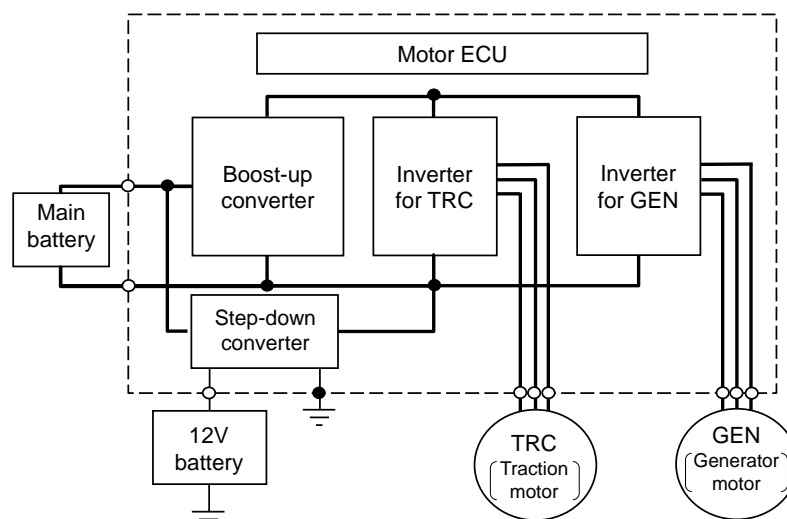 Motor ECU
Boost-up
converter
Inverter
for TRC
Inverter
for GEN
Main
battery
Step-down
converter
12V
battery
TRC
Traction
motor
GEN
Generator
motor